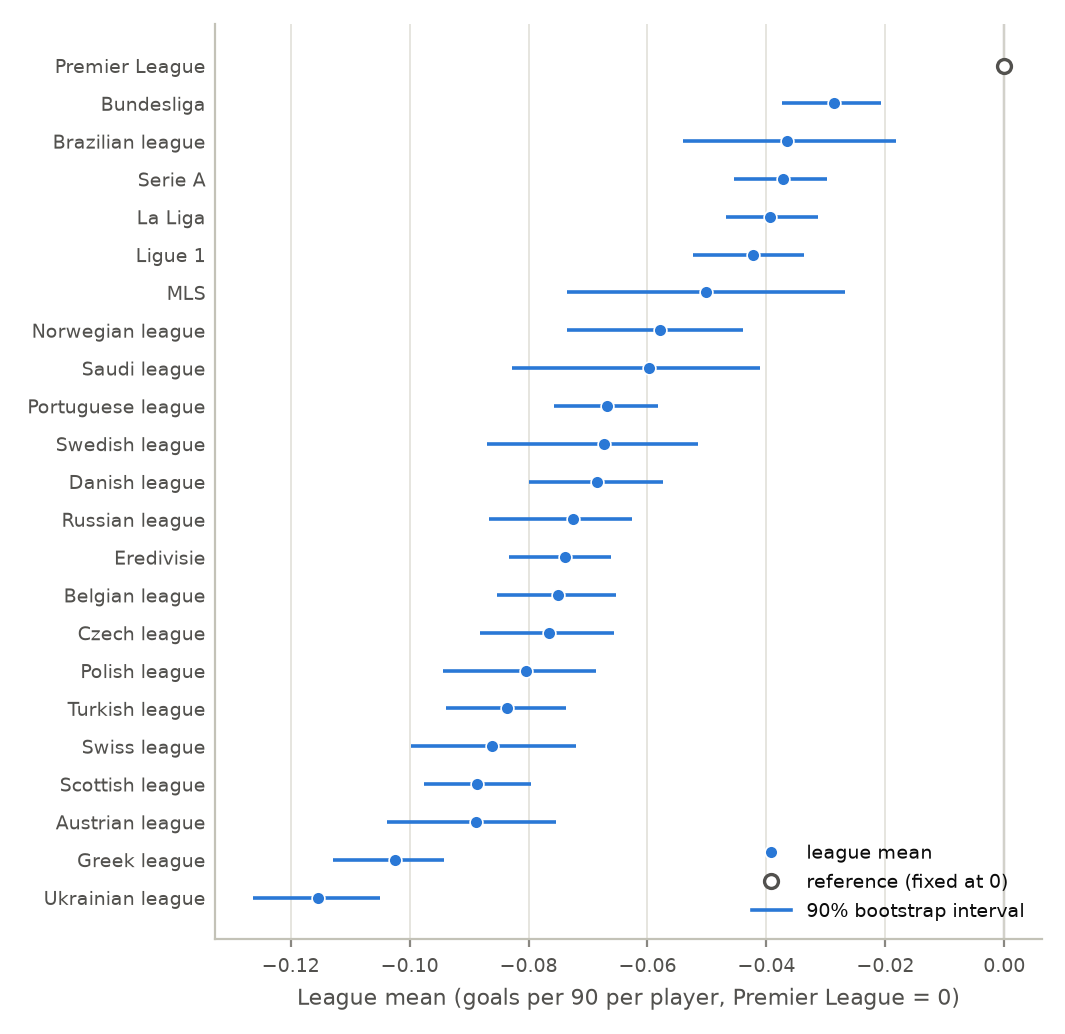 Premier League
Bundesliga
Brazilian league
Serie A
La Liga
Ligue 1
MLS
Norwegian league
Saudi league
Portuguese league
Swedish league
Danish league
Russian league
Eredivisie
Belgian league
Czech league
Polish league
Turkish league
Swiss league
Scottish league
Austrian league
Greek league
Ukrainian league
league mean
reference (fixed at 0)
90% bootstrap interval
−0.12 −0.10 −0.08 −0.06 −0.04 −0.02 0.00
League mean (goals per 90 per player, Premier League = 0)